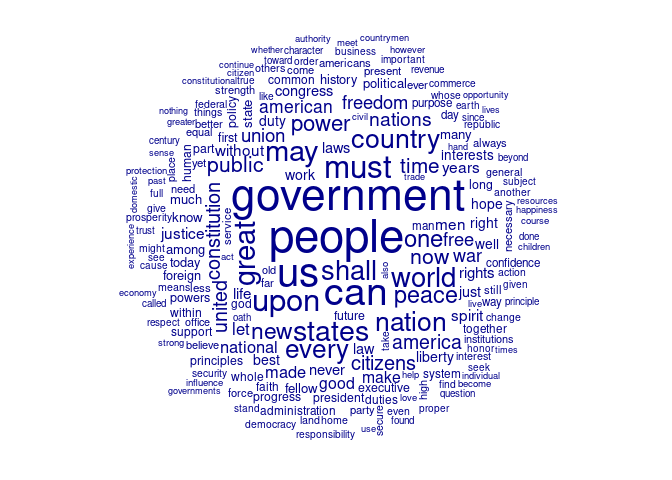 authority meet countrymen
whether character business however
toward order americans important
continue others come present revenue
citizen common history political ever commerce
constitutional true congress whose opportunity
strength like american freedom purpose earth lives
nothing federal policy state duty power civil nations day since
greater things union country many republic
century better first may laws hand always
equal without must time interests beyond
sense part public work trade years general
protection place yet human government long subject
past need another
domestic full much great people hope necessary resources
give know constitution service man men right happiness
prosperity justice one free well course
experience trust among act us shall now war done
might today old also world rights confidence children
see foreign far can action
cause means less united life upon peace just still given
economy powers god live way principle
called within oath future nation spirit change
respect office let new states take together
strong support america institutions
believe national every law liberty interest honor times
principles best citizens system seek
security whole made never make help individual
influence faith fellow good executive high find become
governments force progress president duties love question
stand administration party even secure proper
democracy land home use found
responsibility